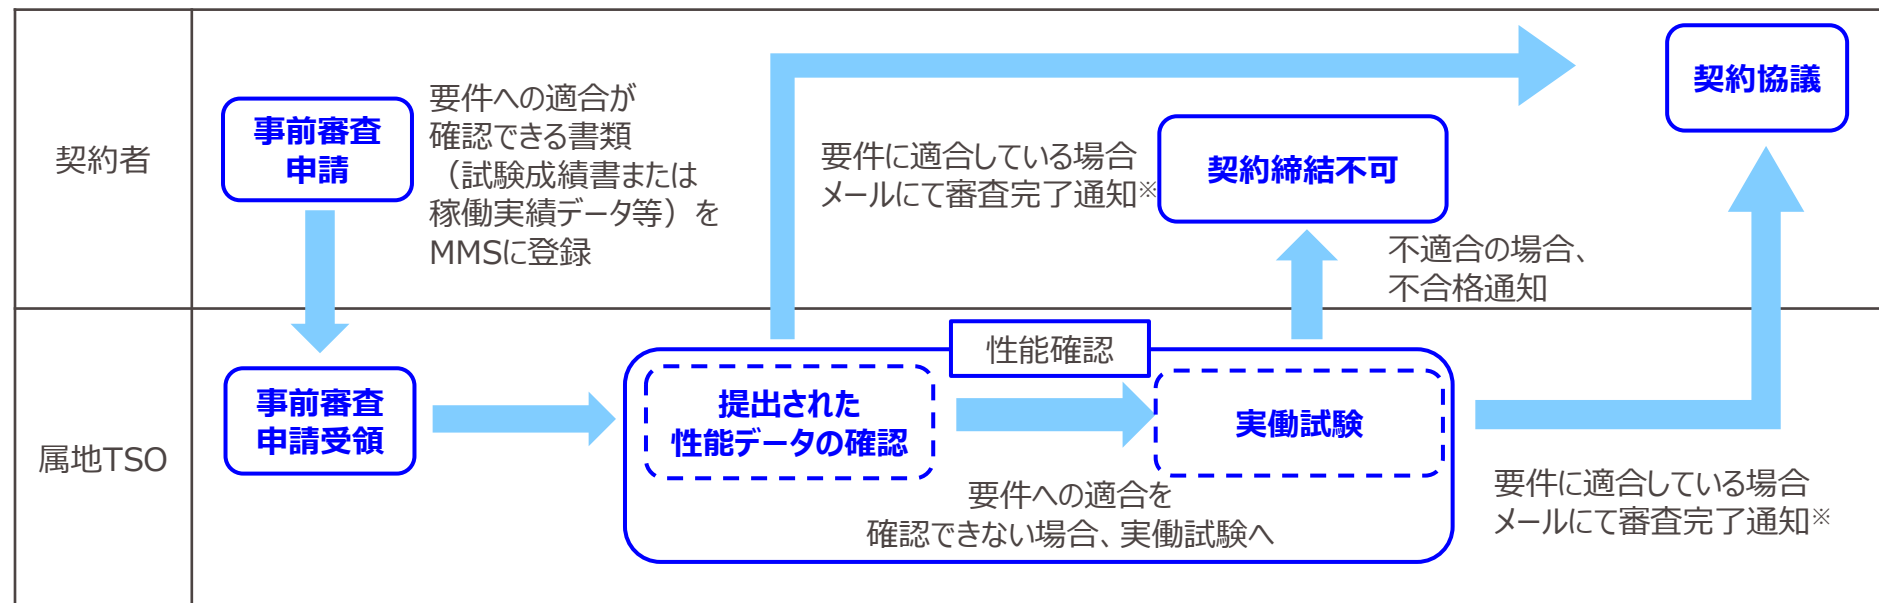 契約者
事前審査
申請
要件への適合が
確認できる書類
（試験成績書または
稼働実績データ等）を
MMSに登録
要件に適合している場合
メールにて審査完了通知※
契約締結不可
契約協議
不適合の場合、
不合格通知
属地TSO
事前審査
申請受領
性能確認
提出された
性能データの確認
実働試験
要件への適合を
確認できない場合、実働試験へ
要件に適合している場合
メールにて審査完了通知※